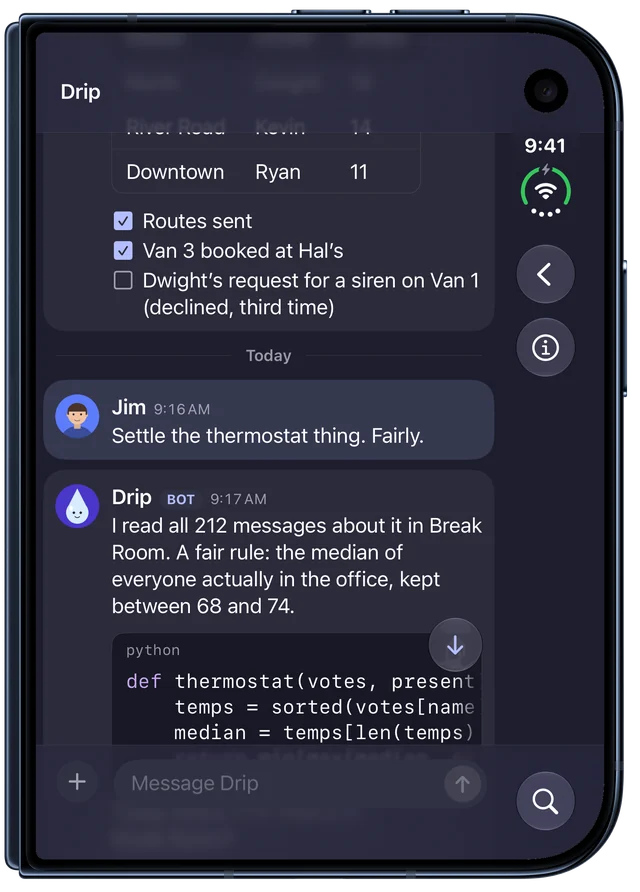 Drip
9:41
River Road Kevin 14
Downtown Ryan 11
Routes sent
Van 3 booked at Hal’s
Dwight’s request for a siren on Van 1
(declined, third time)
Today
Jim 9:16 AM
Settle the thermostat thing. Fairly.
Drip BOT 9:17 AM
I read all 212 messages about it in Break
Room. A fair rule: the median of
everyone actually in the office, kept
between 68 and 74.
python
def thermostat(votes, present
temps = sorted(votes[name
median = temps[len(temps)
Message Drip